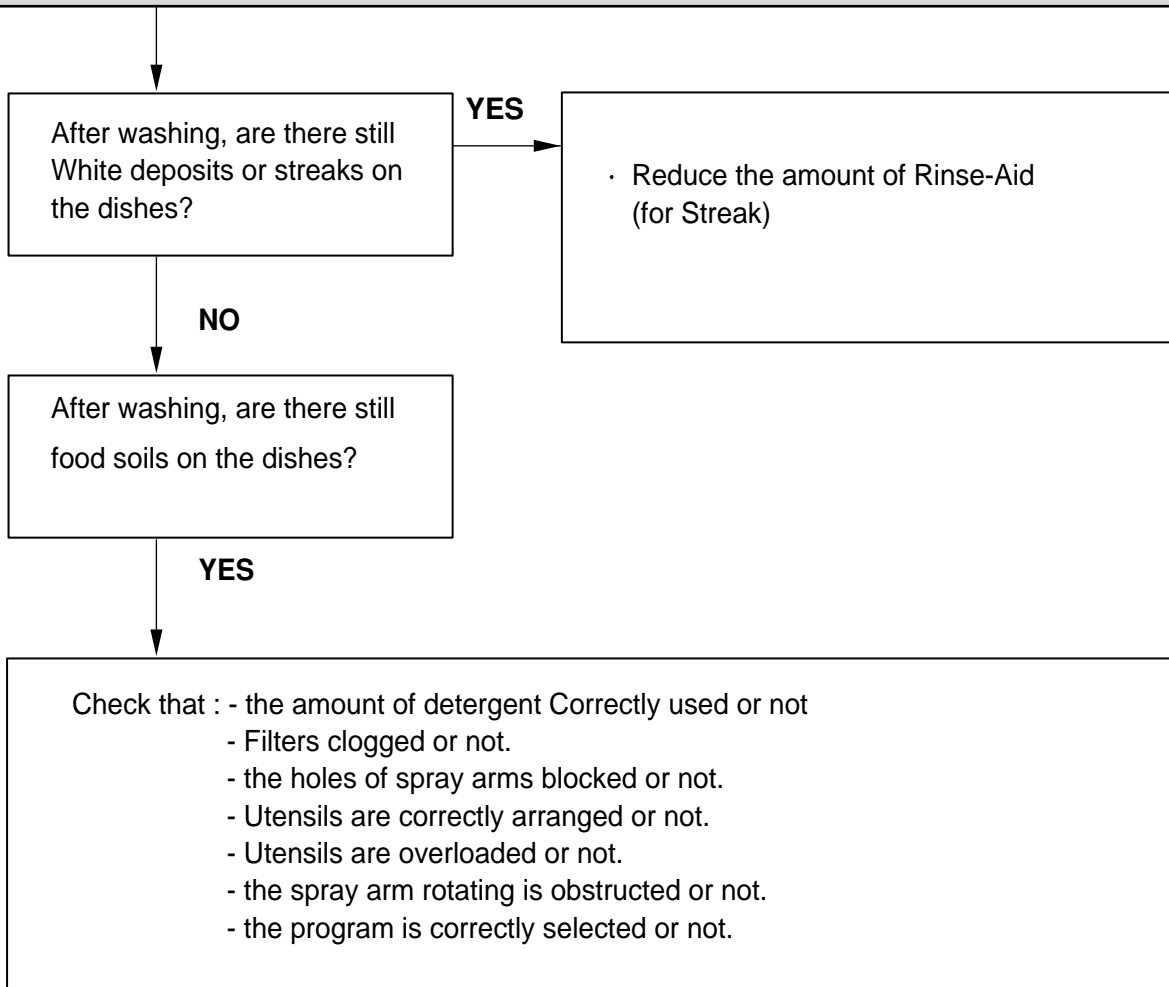 After washing, are there still
White deposits or streaks on
the dishes?
YES
· Reduce the amount of Rinse-Aid
(for Streak)
NO
After washing, are there still
food soils on the dishes?
YES
Check that : - the amount of detergent Correctly used or not
- Filters clogged or not.
- the holes of spray arms blocked or not.
- Utensils are correctly arranged or not.
- Utensils are overloaded or not.
- the spray arm rotating is obstructed or not.
- the program is correctly selected or not.